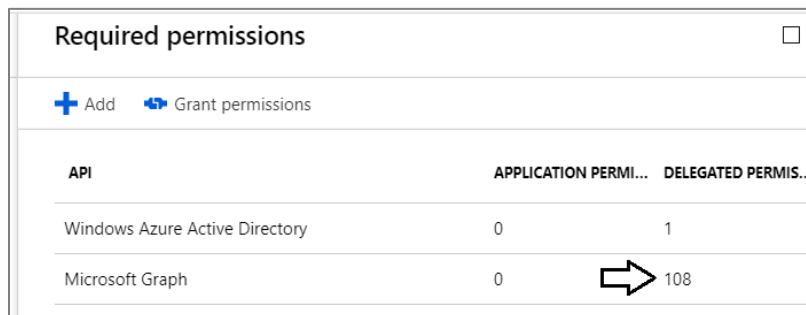 Required permissions
Add Grant permissions
API APPLICATION PERMI... DELEGATED PERMIS...
Windows Azure Active Directory 0 1
Microsoft Graph 0 108